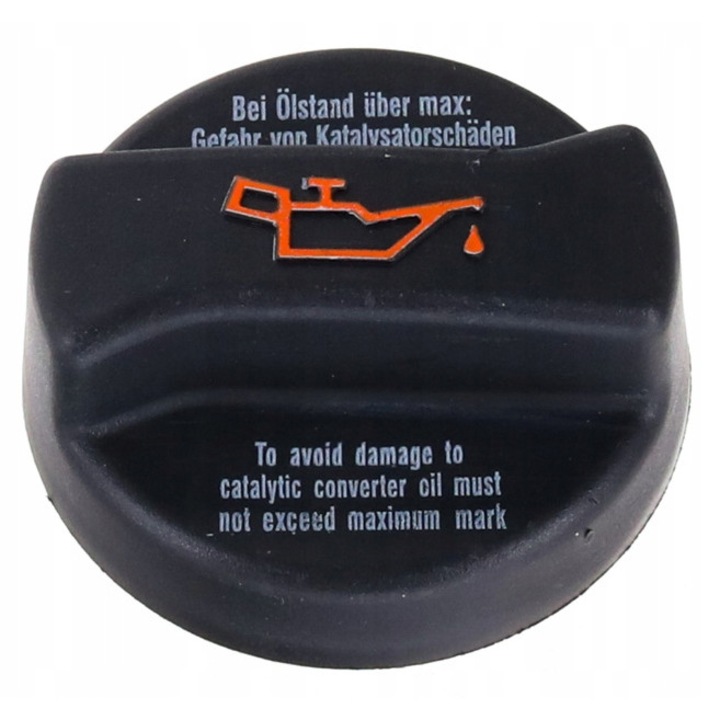 Bei Ölstand über max:
Gefahr von Katalysatorschäden
To avoid damage to
catalytic converter oil must
not exceed maximum mark